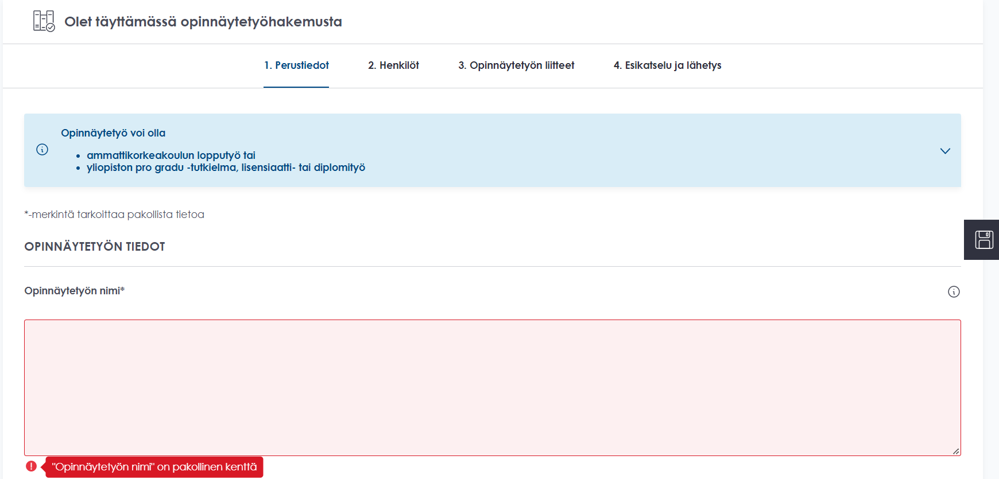 Olet täyttämässä opinnäytetyöhakemusta
1. Perustiedot
2. Henkilöt
3. Opinnäytetyön liitteet
4. Esikatselu ja lähetys
Opinnäytetyö voi olla
• ammattikorkeakoulun lopputyö tai
• yliopiston pro gradu -tutkielma, lisensiaatti- tai diplomityö
*-merkintä tarkoittaa pakollista tietoa
OPINNÄYTETYÖN TIEDOT
Opinnäytetyön nimi*
"Opinnäytetyön nimi" on pakollinen kenttä